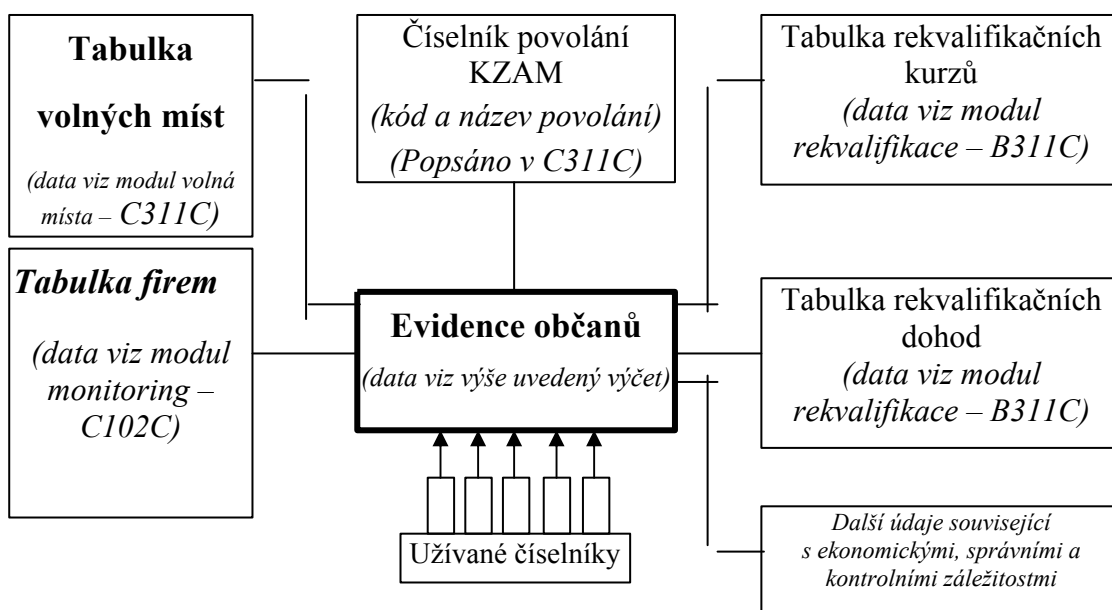 Tabulka
volných míst
(data viz modul volná
místa – C311C)
Číselník povolání
KZAM
(kód a název povolání)
(Popsáno v C311C)
Tabulka rekvalifikačních
kurzů
(data viz modul
rekvalifikace – B311C)
Tabulka firem
(data viz modul
monitoring –
C102C)
Evidence občanů
(data viz výše uvedený výčet)
Tabulka rekvalifikačních
dohod
(data viz modul
rekvalifikace – B311C)
Užívané číselníky
Další údaje související
s ekonomickými, správními a
kontrolními záležitostmi